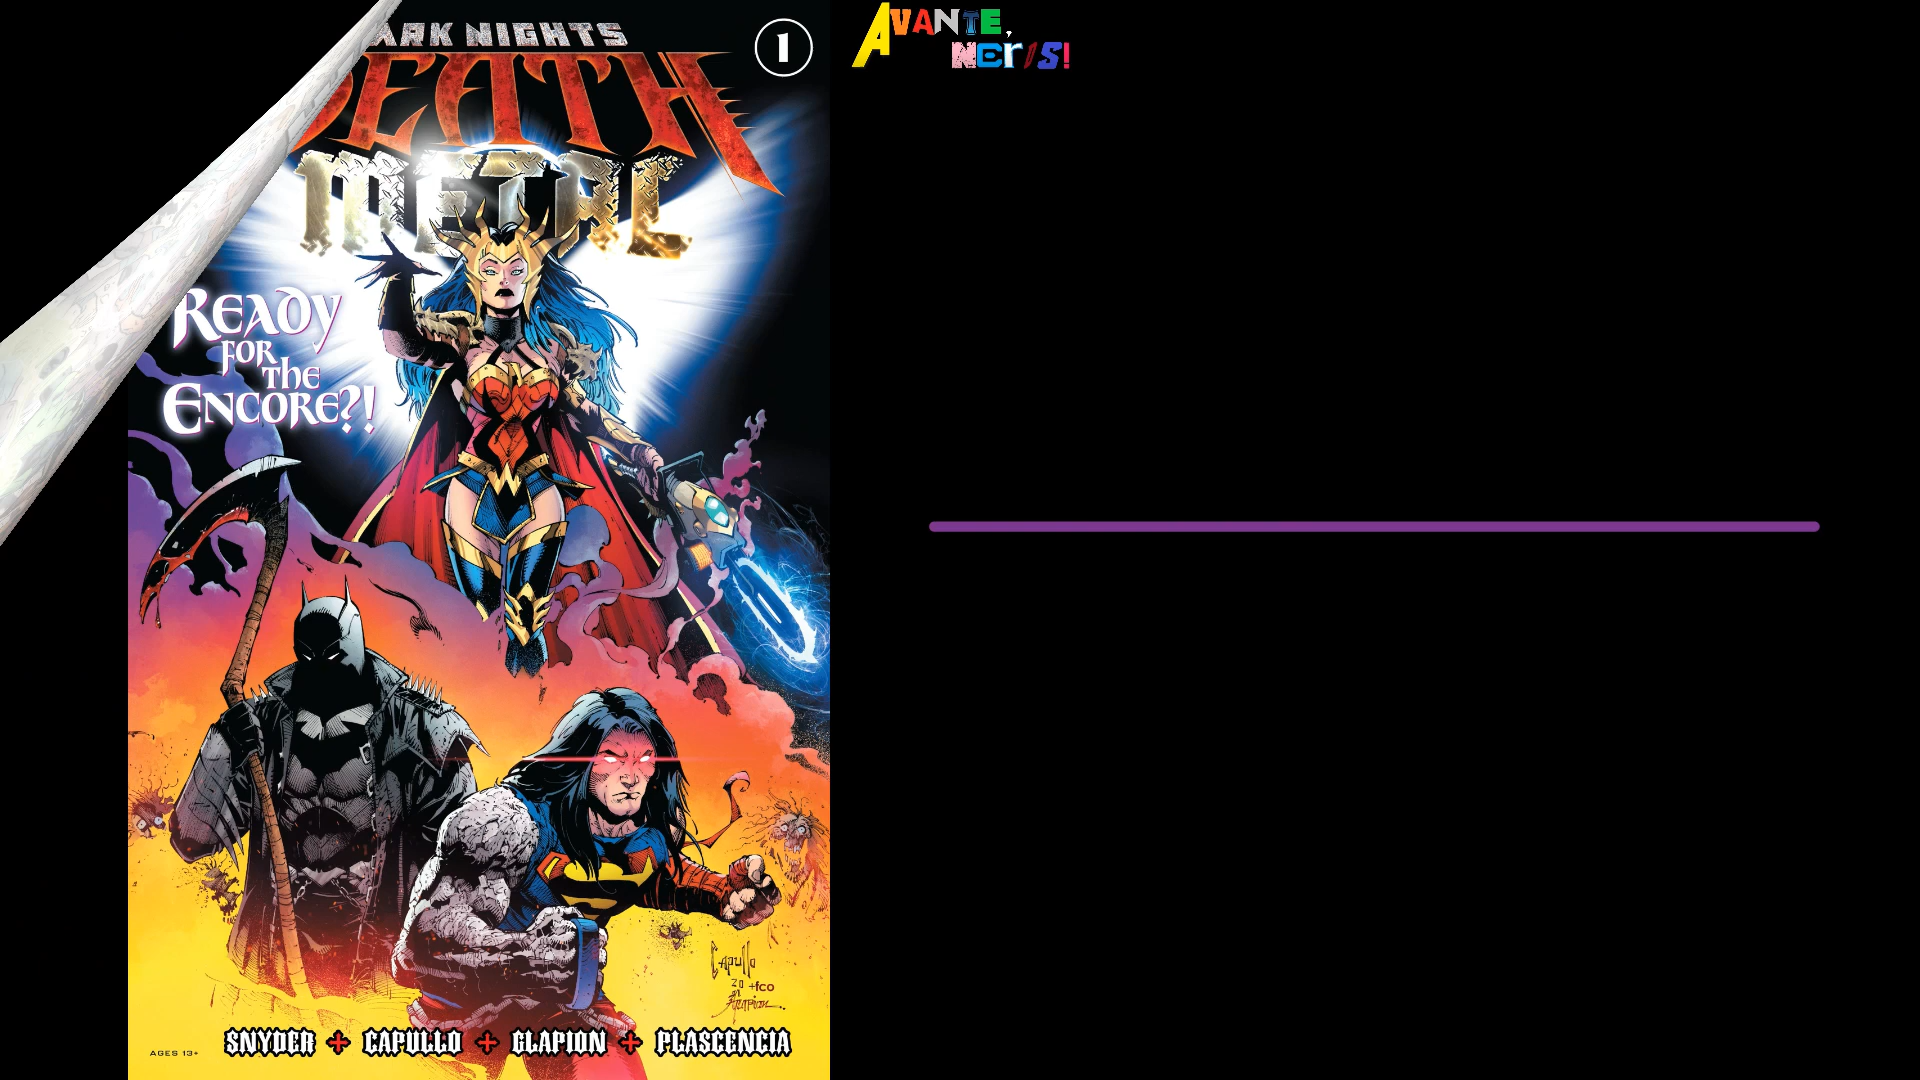 ARK NIGHTS
DEATH
METAL
1
READY
FOR
THE
ENCORE?!
CAPULLO
20 +fco
SNYDER + CAPULLO + GLAPION + PLASCENCIA
AGES 13+
AVANTE,
NERDS!